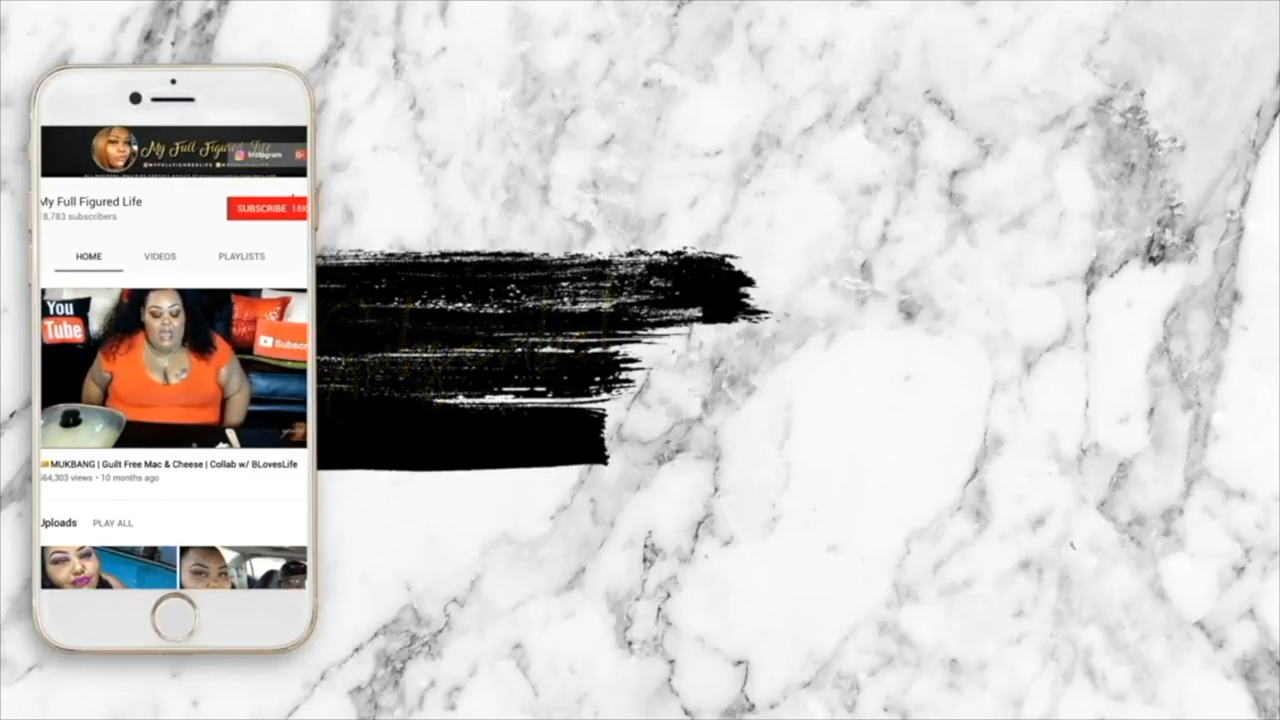 My Full Figured Life
Instagram
G+
My Full Figured Life
8,783 subscribers
SUBSCRIBE 18K
HOME
VIDEOS
PLAYLISTS
You
Tube
Subscr
MUKBANG | Guilt Free Mac & Cheese | Collab w/ BLovesLife
64,303 views • 10 months ago
Uploads
PLAY ALL